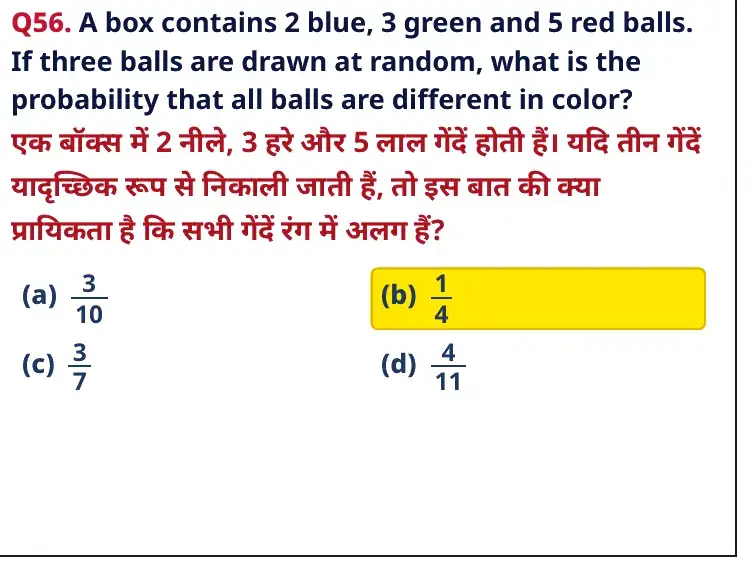 Q56. A box contains 2 blue, 3 green and 5 red balls.
If three balls are drawn at random, what is the
probability that all balls are different in color?
एक बॉक्स में 2 नीले, 3 हरे और 5 लाल गेंदें होती हैं। यदि तीन गेंदें
यादृच्छिक रूप से निकाली जाती हैं, तो इस बात की क्या
प्रायिकता है कि सभी गेंदें रंग में अलग हैं?
(a) 3/10 (b) 1/4
(c) 3/7 (d) 4/11